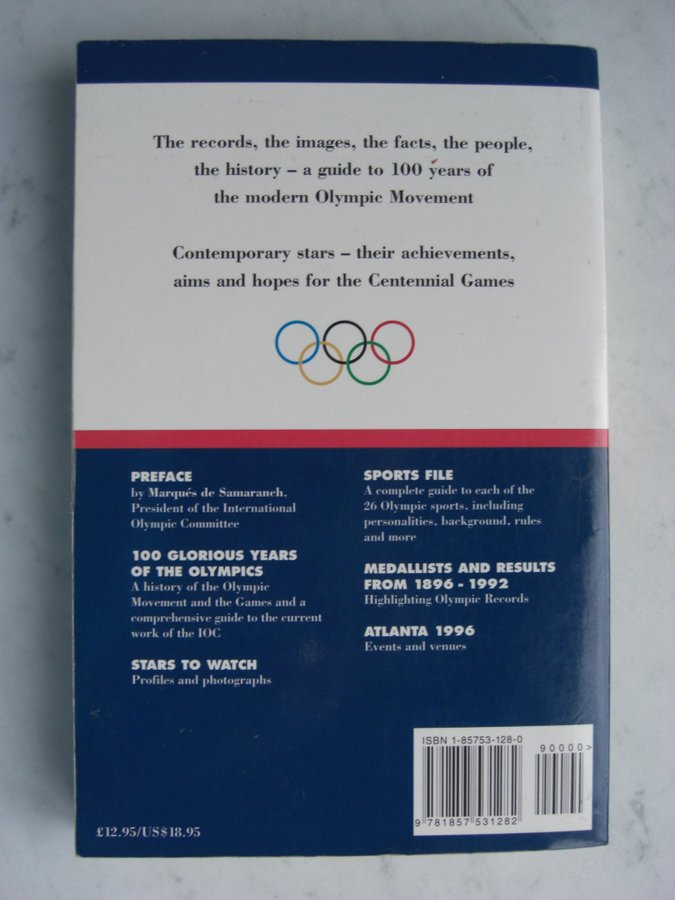 The records, the images, the facts, the people,
the history – a guide to 100 years of
the modern Olympic Movement
Contemporary stars – their achievements,
aims and hopes for the Centennial Games
PREFACE
by Marqués de Samaranch,
President of the International
Olympic Committee
100 GLORIOUS YEARS
OF THE OLYMPICS
A history of the Olympic
Movement and the Games and a
comprehensive guide to the current
work of the IOC
STARS TO WATCH
Profiles and photographs
SPORTS FILE
A complete guide to each of the
26 Olympic sports, including
personalities, background, rules
and more
MEDALLISTS AND RESULTS
FROM 1896 - 1992
Highlighting Olympic Records
ATLANTA 1996
Events and venues
£12.95/US$18.95
ISBN 1-85753-128-0
90000>
9 781857 531282